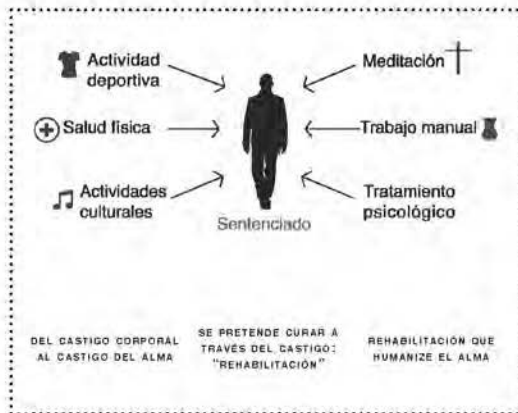 Actividad
deportiva
Meditación
Salud física
Trabajo manual
Actividades
culturales
Tratamiento
psicológico
Sentenciado
DEL CASTIGO CORPORAL
AL CASTIGO DEL ALMA
SE PRETENDE CURAR A
TRAVÉS DEL CASTIGO:
"REHABILITACIÓN"
REHABILITACIÓN QUE
HUMANIZE EL ALMA